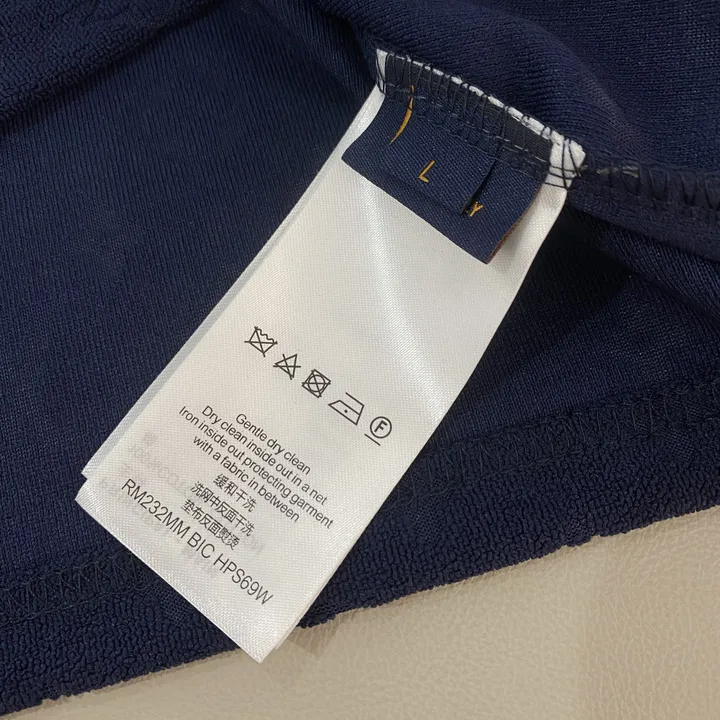 L
Y
F
Gentle dry clean
Dry clean inside out in a net
Iron inside out protecting garment
with a fabric in between
缓和干洗
洗网中反面干洗
垫布反面熨烫
RM232MM BIC HPS69W